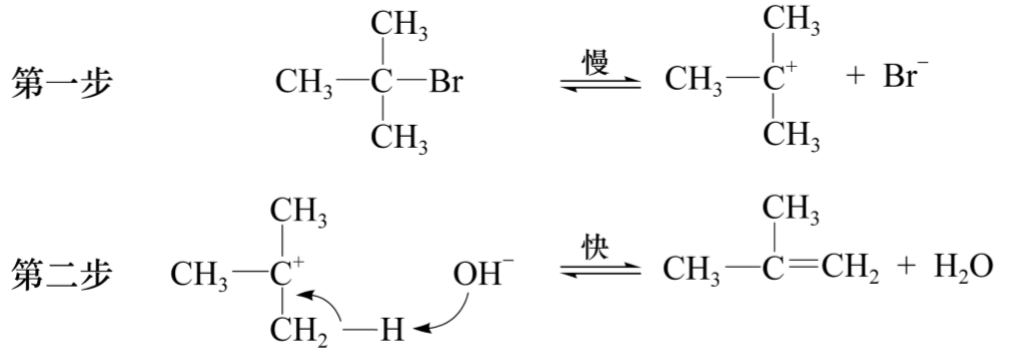 CH₃ CH₃
第一步 CH₃—C—Br 慢 CH₃—C⁺ + Br⁻
CH₃ CH₃
CH₃ CH₃
第二步 CH₃—C⁺ OH⁻ 快 CH₃—C=CH₂ + H₂O
CH₂—H